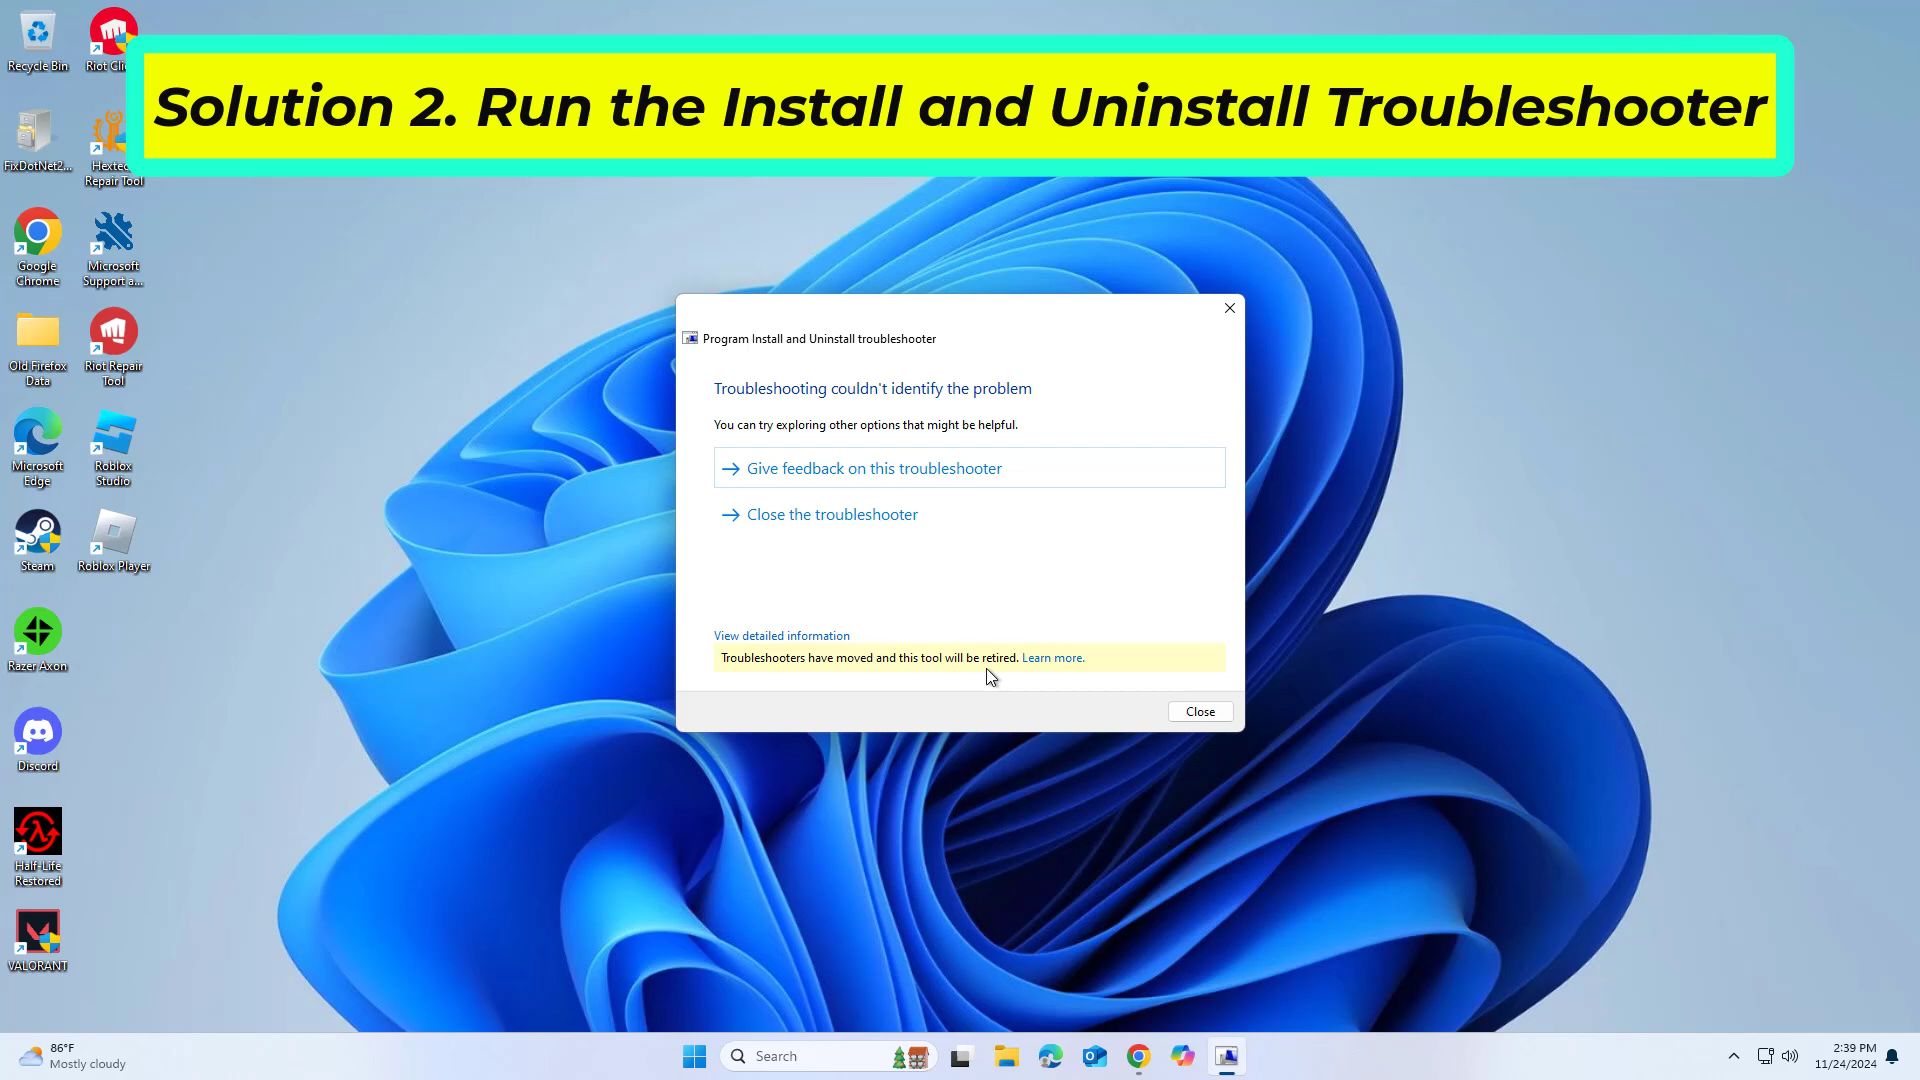 Solution 2. Run the Install and Uninstall Troubleshooter
Recycle Bin
Riot Cli
FixDotNet2...
Hextec
Repair Tool
Google
Chrome
Microsoft
Support a...
Old Firefox
Data
Riot Repair
Tool
Microsoft
Edge
Roblox
Studio
Steam
Roblox Player
Razer Axon
Discord
Half-Life
Restored
VALORANT
Program Install and Uninstall troubleshooter
Troubleshooting couldn't identify the problem
You can try exploring other options that might be helpful.
Give feedback on this troubleshooter
Close the troubleshooter
View detailed information
Troubleshooters have moved and this tool will be retired. Learn more.
Close
86°F
Mostly cloudy
Search
2:39 PM
11/24/2024